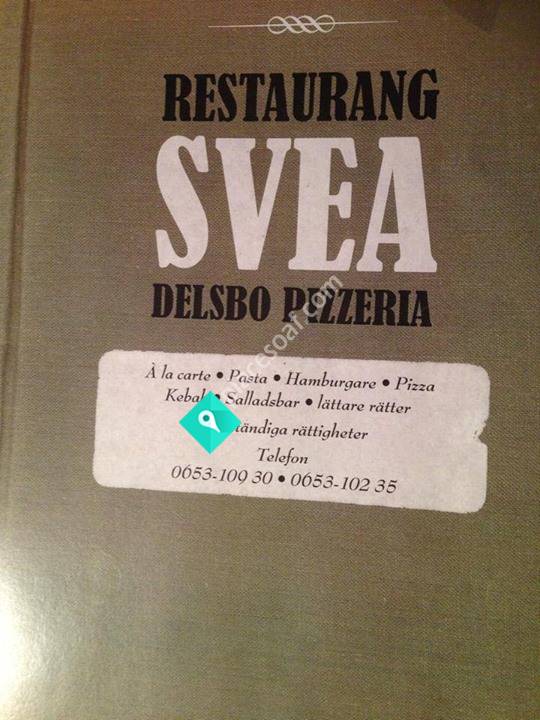 RESTAURANG
SVEA
DELSBO PIZZERIA
À la carte • Pasta • Hamburgare • Pizza
Kebab • Salladsbar • lättare rätter
rättigheter
Telefon
0653-109 30 • 0653-102 35